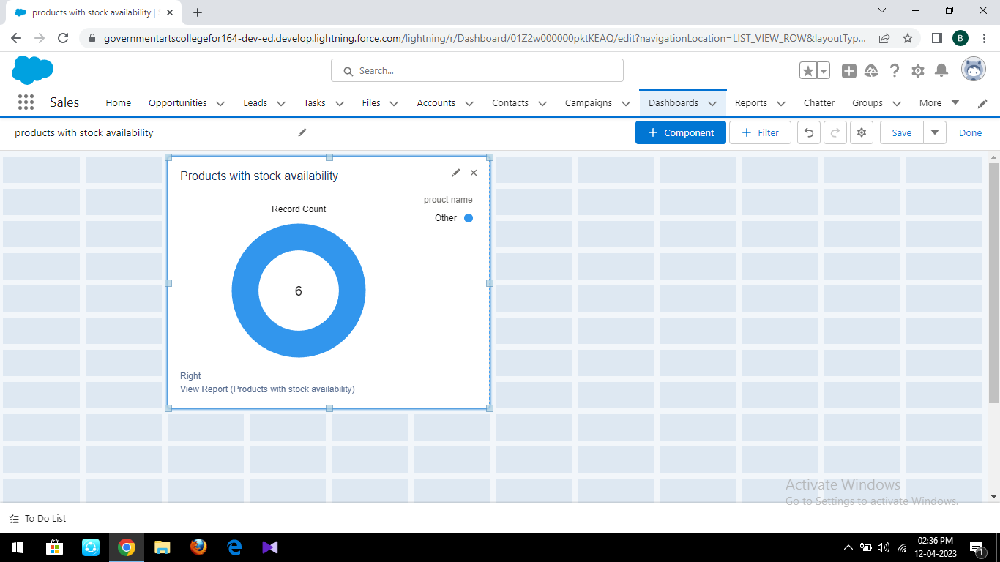 products with stock availability |
governmentartscollegefor164-dev-ed.develop.lightning.force.com/lightning/r/Dashboard/01Z2w000000pktKEAQ/edit?navigationLocation=LIST_VIEW_ROW&layoutTyp...
B
Search...
Sales Home Opportunities Leads Tasks Files Accounts Contacts Campaigns Dashboards Reports Chatter Groups More
products with stock availability
+ Component + Filter Save Done
Products with stock availability
prouct name
Record Count
Other
6
Right
View Report (Products with stock availability)
Activate Windows
Go to Settings to activate Windows.
To Do List
02:36 PM
12-04-2023
1